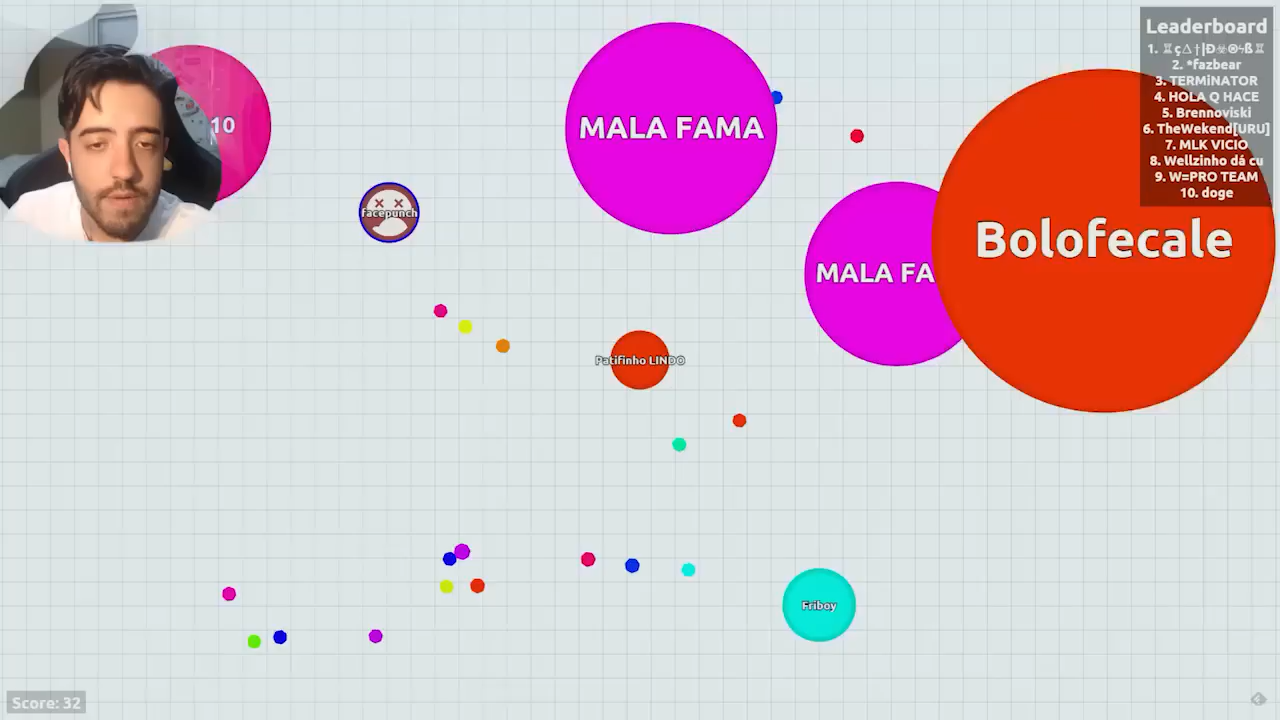 Leaderboard
2. *fazbear
3. TERMiNATOR
4. HOLA Q HACE
5. Brennoviski
6. TheWekend[URU]
7. MLK VICIO
8. Wellzinho dá cu
9. W=PRO TEAM
10. doge
10
MALA FAMA
facepunch
Bolofecale
MALA FA
Patifinho LINDO
Friboy
Score: 32